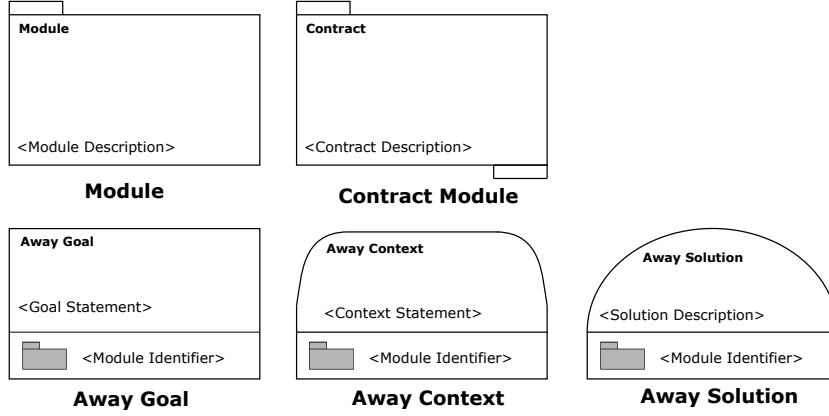 Module
<Module Description>
Module
Contract
<Contract Description>
Contract Module
Away Goal
<Goal Statement>
<Module Identifier>
Away Goal
Away Context
<Context Statement>
<Module Identifier>
Away Context
Away Solution
<Solution Description>
<Module Identifier>
Away Solution